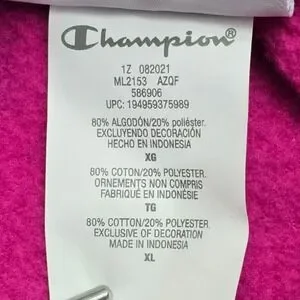 Champion®
1Z 082021
ML2153 AZQF
586906
UPC: 194959375989
80% ALGODÓN/20% poliéster.
EXCLUYENDO DECORACIÓN
HECHO EN INDONESIA
XG
80% COTON/20% POLYESTER.
ORNEMENTS NON COMPRIS
FABRIQUÉ EN INDONÉSIE
TG
80% COTTON/20% POLYESTER.
EXCLUSIVE OF DECORATION
MADE IN INDONESIA
XL